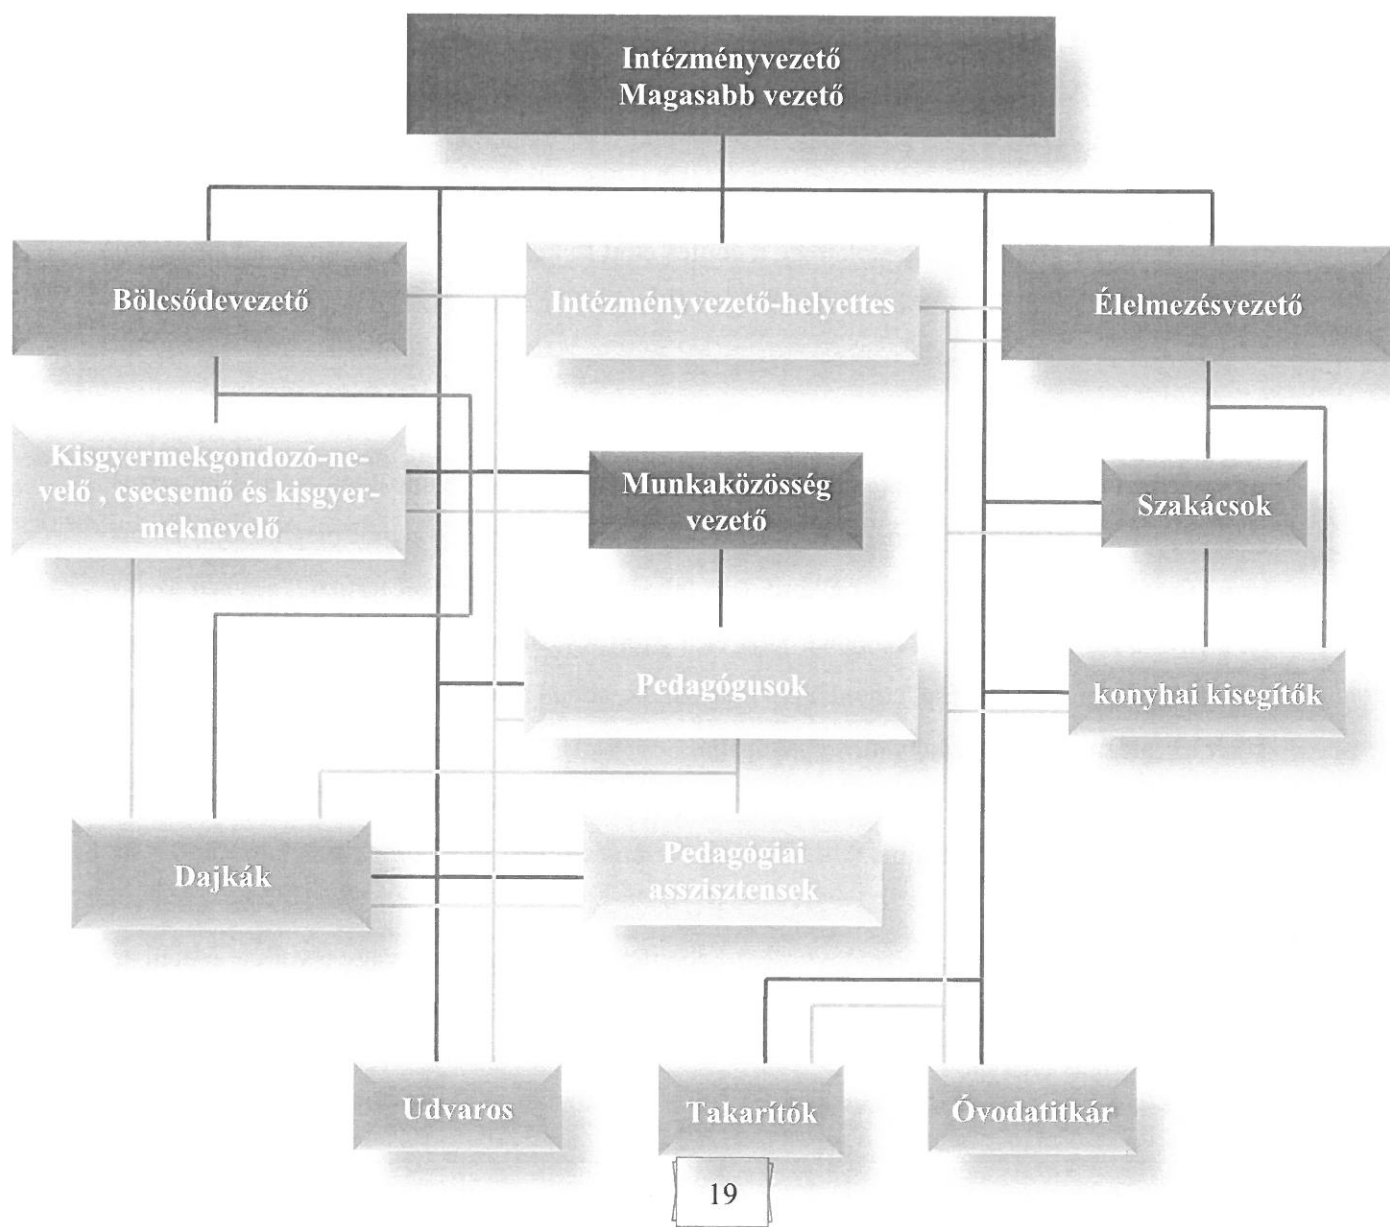 Intézményvezető
Magasabb vezető
Bölcsődevezető
Intézményvezető-helyettes
Élelmezésvezető
Kisgyermekgondozó-ne-
velő , csecsemő és kisgyer-
meknevelő
Munkaközösség
vezető
Szakácsok
Pedagógusok
konyhai kisegítők
Dajkák
Pedagógiai
asszisztensek
Udvaros
Takarítók
Óvodatitkár
19